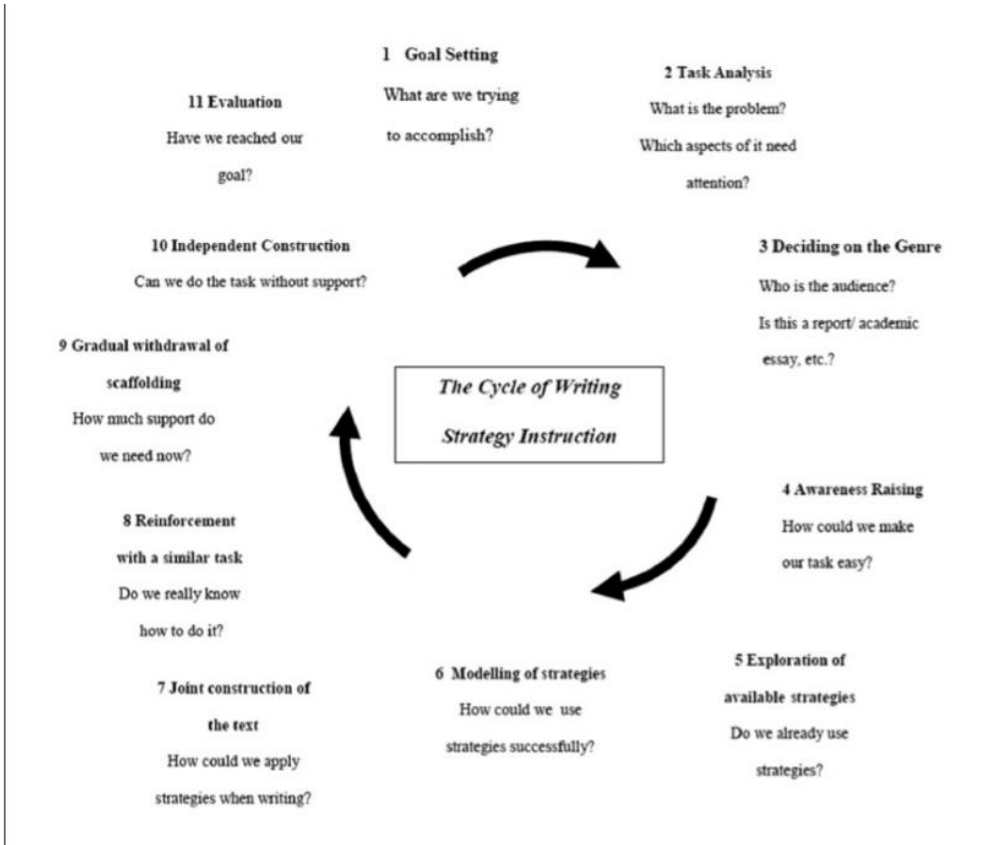 1 Goal Setting
What are we trying
to accomplish?
2 Task Analysis
What is the problem?
Which aspects of it need
attention?
3 Deciding on the Genre
Who is the audience?
Is this a report/ academic
essay, etc.?
4 Awareness Raising
How could we make
our task easy?
5 Exploration of
available strategies
Do we already use
strategies?
6 Modelling of strategies
How could we use
strategies successfully?
7 Joint construction of
the text
How could we apply
strategies when writing?
8 Reinforcement
with a similar task
Do we really know
how to do it?
9 Gradual withdrawal of
scaffolding
How much support do
we need now?
10 Independent Construction
Can we do the task without support?
11 Evaluation
Have we reached our
goal?
The Cycle of Writing
Strategy Instruction